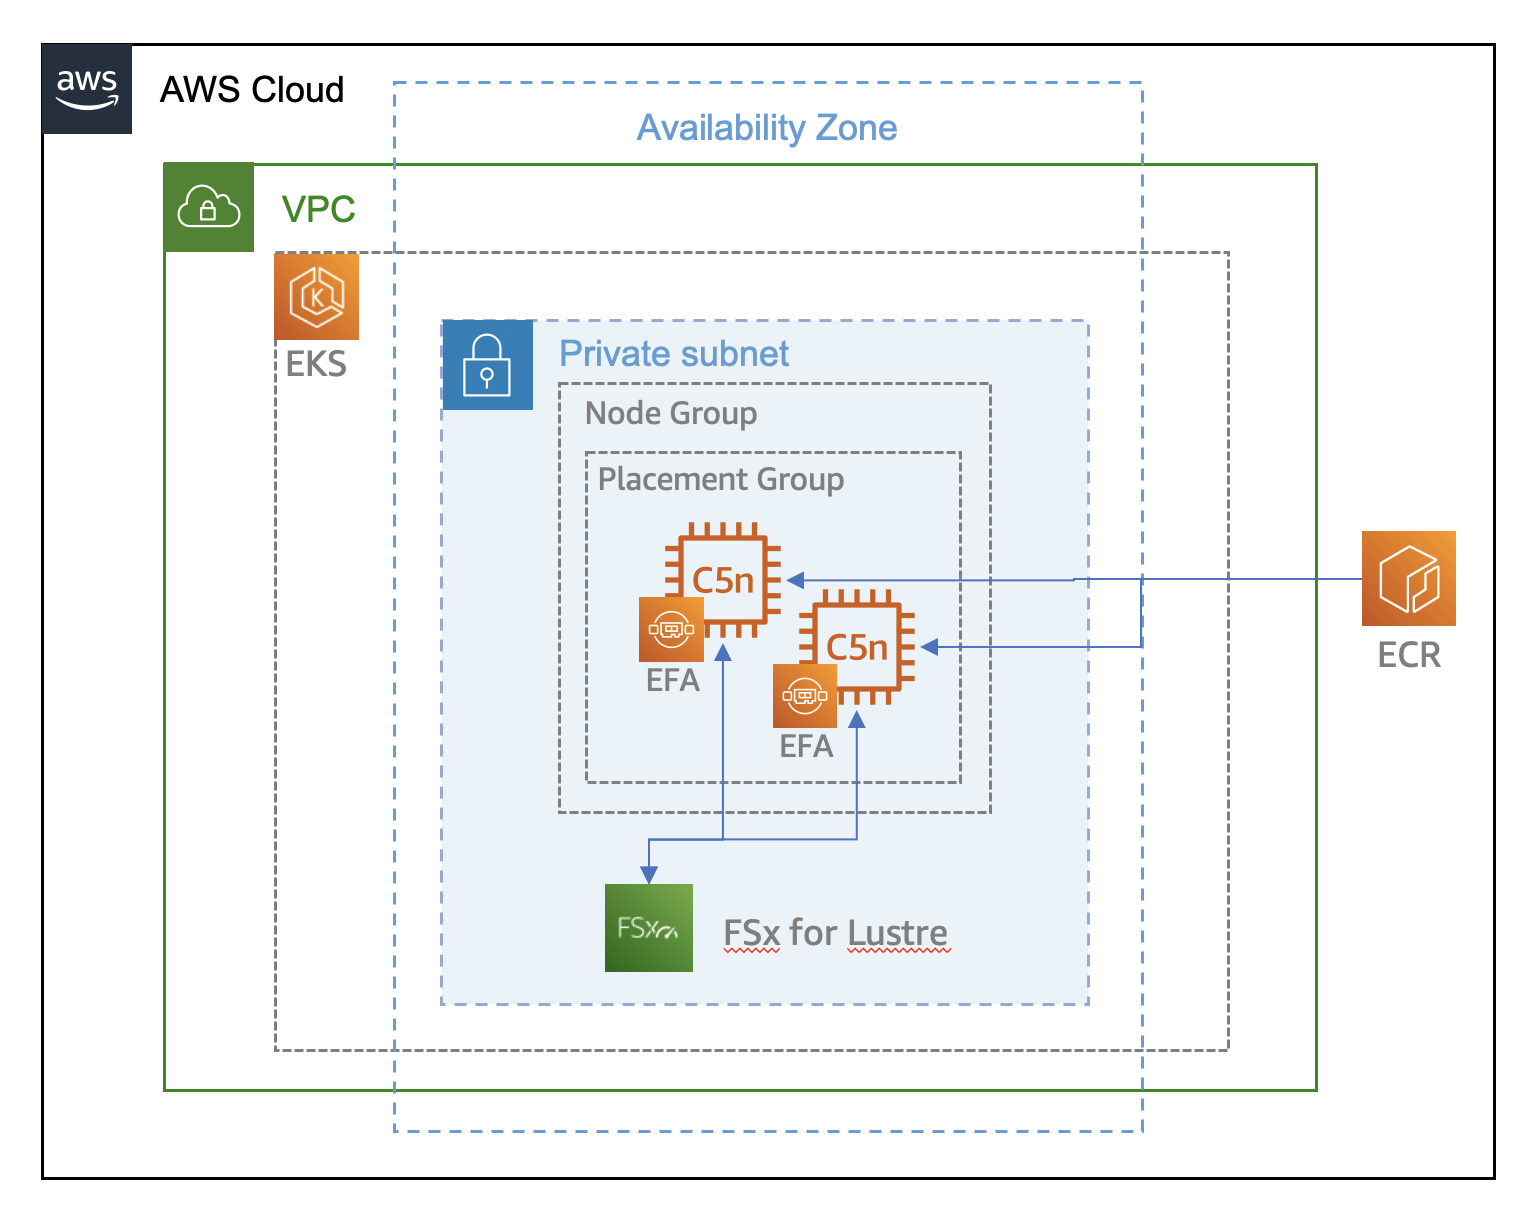 aws
AWS Cloud
Availability Zone
VPC
K
EKS
Private subnet
Node Group
Placement Group
C5n
EFA
C5n
EFA
ECR
FSx
FSx for Lustre